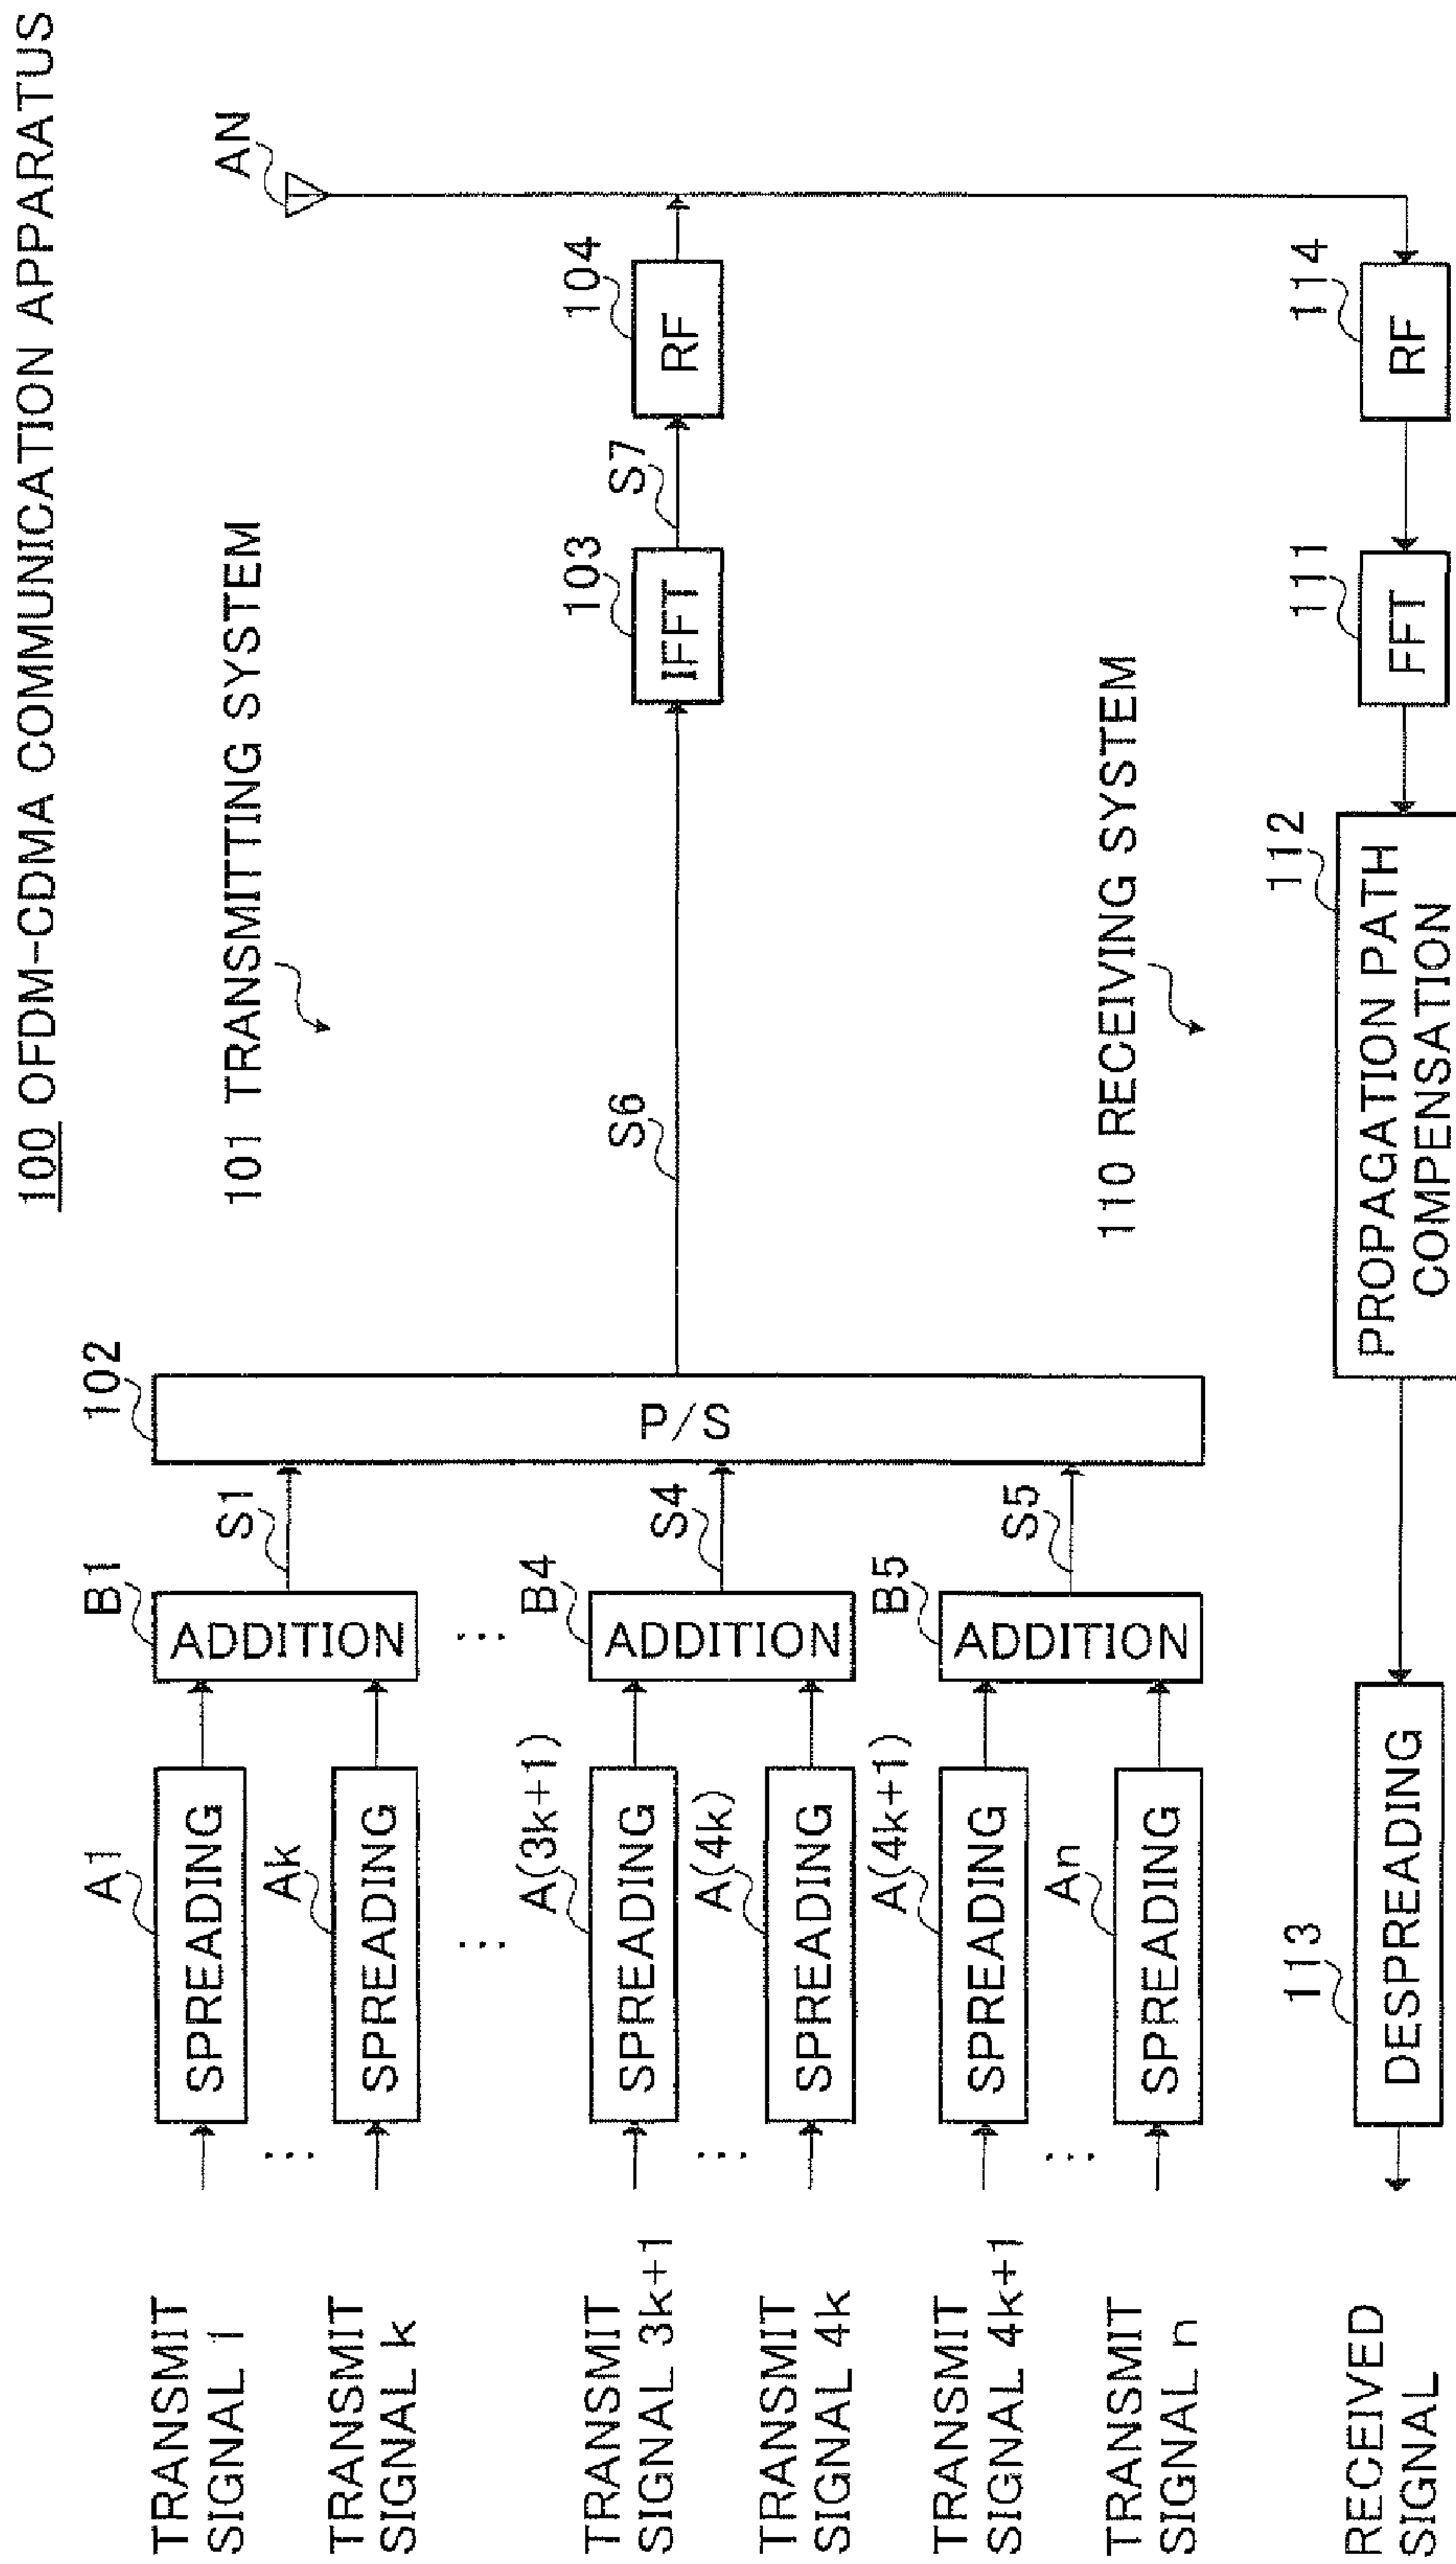 100 OFDM-CDMA COMMUNICATION APPARATUS
101 TRANSMITTING SYSTEM
AN
TRANSMIT
SIGNAL 1
A1
SPREADING
B1
ADDITION
S1
102
P/S
TRANSMIT
SIGNAL k
Ak
SPREADING
...
...
...
TRANSMIT
SIGNAL 3k+1
A(3k+1)
SPREADING
B4
ADDITION
S4
S6
103
IFFT
S7
104
RF
TRANSMIT
SIGNAL 4k
A(4k)
SPREADING
...
TRANSMIT
SIGNAL 4k+1
A(4k+1)
SPREADING
B5
ADDITION
S5
TRANSMIT
SIGNAL n
An
SPREADING
...
110 RECEIVING SYSTEM
RECEIVED
SIGNAL
113
DESPREADING
112
PROPAGATION PATH
COMPENSATION
111
FFT
114
RF